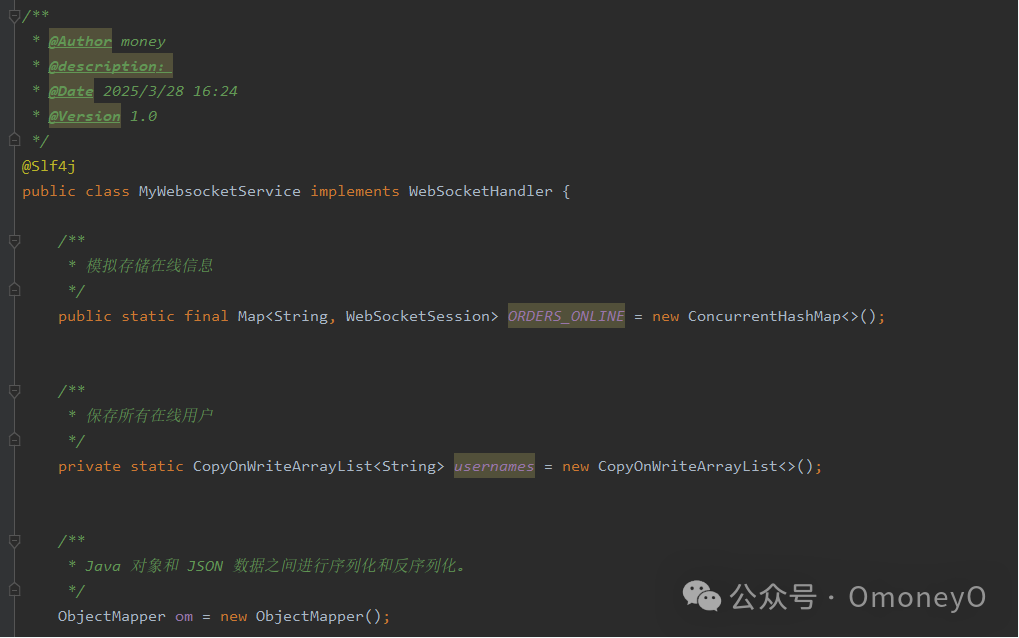 /**
 * @Author money
 * @description:
 * @Date 2025/3/28 16:24
 * @Version 1.0
 */
@Slf4j
public class MyWebsocketService implements WebSocketHandler {
/**
 * 模拟存储在线信息
 */
public static final Map<String, WebSocketSession> ORDERS_ONLINE = new ConcurrentHashMap<>();
/**
 * 保存所有在线用户
 */
private static CopyOnWriteArrayList<String> usernames = new CopyOnWriteArrayList<>();
/**
 * Java 对象和 JSON 数据之间进行序列化和反序列化。
 */
ObjectMapper om = new ObjectMapper();
公众号 · OmoneyO